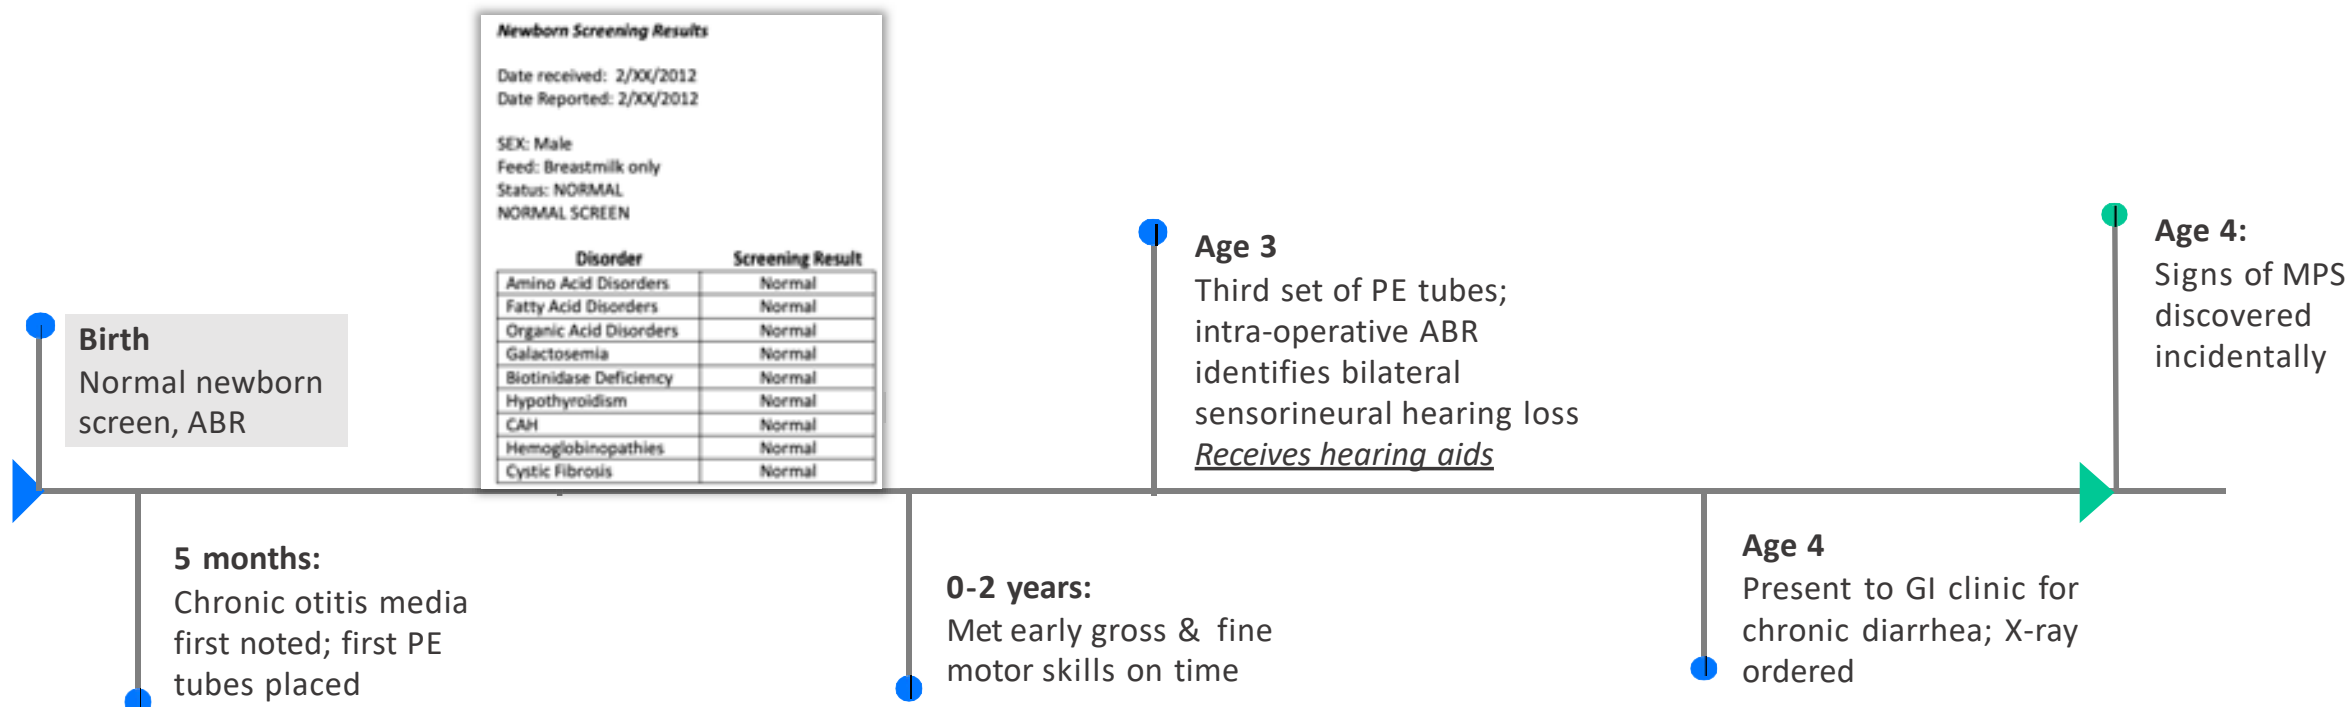 Newborn Screening Results
Date received: 2/XX/2012
Date Reported: 2/XX/2012
SEX: Male
Feed: Breastmilk only
Status: NORMAL
NORMAL SCREEN
Disorder Screening Result
Amino Acid Disorders Normal
Fatty Acid Disorders Normal
Organic Acid Disorders Normal
Galactosemia Normal
Biotinidase Deficiency Normal
Hypothyroidism Normal
CAH Normal
Hemoglobinopathies Normal
Cystic Fibrosis Normal
Birth
Normal newborn
screen, ABR
5 months:
Chronic otitis media
first noted; first PE
tubes placed
0-2 years:
Met early gross & fine
motor skills on time
Age 3
Third set of PE tubes;
intra-operative ABR
identifies bilateral
sensorineural hearing loss
Receives hearing aids
Age 4
Present to GI clinic for
chronic diarrhea; X-ray
ordered
Age 4:
Signs of MPS
discovered
incidentally